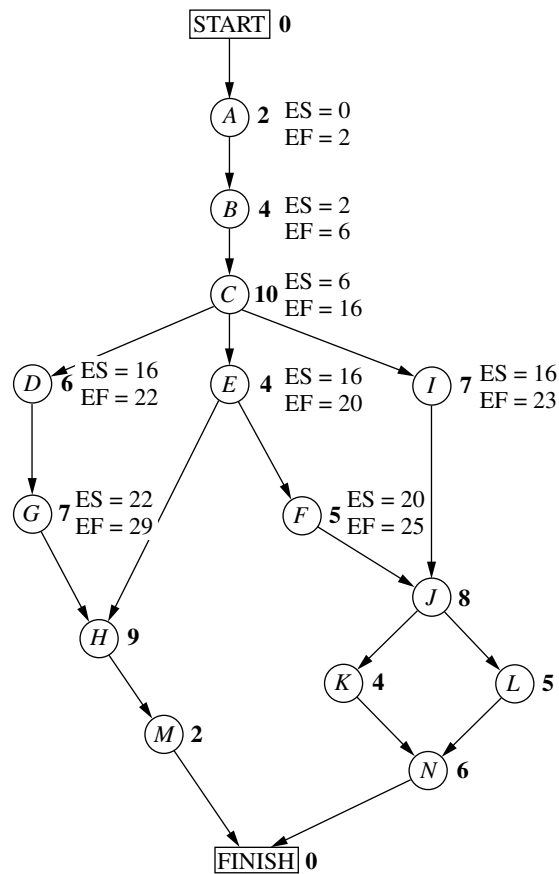 START 0
A 2 ES = 0
EF = 2
B 4 ES = 2
EF = 6
C 10 ES = 6
EF = 16
D 6 ES = 16
EF = 22
E 4 ES = 16
EF = 20
I 7 ES = 16
EF = 23
G 7 ES = 22
EF = 29
F 5 ES = 20
EF = 25
J 8
H 9
K 4
L 5
M 2
N 6
FINISH 0